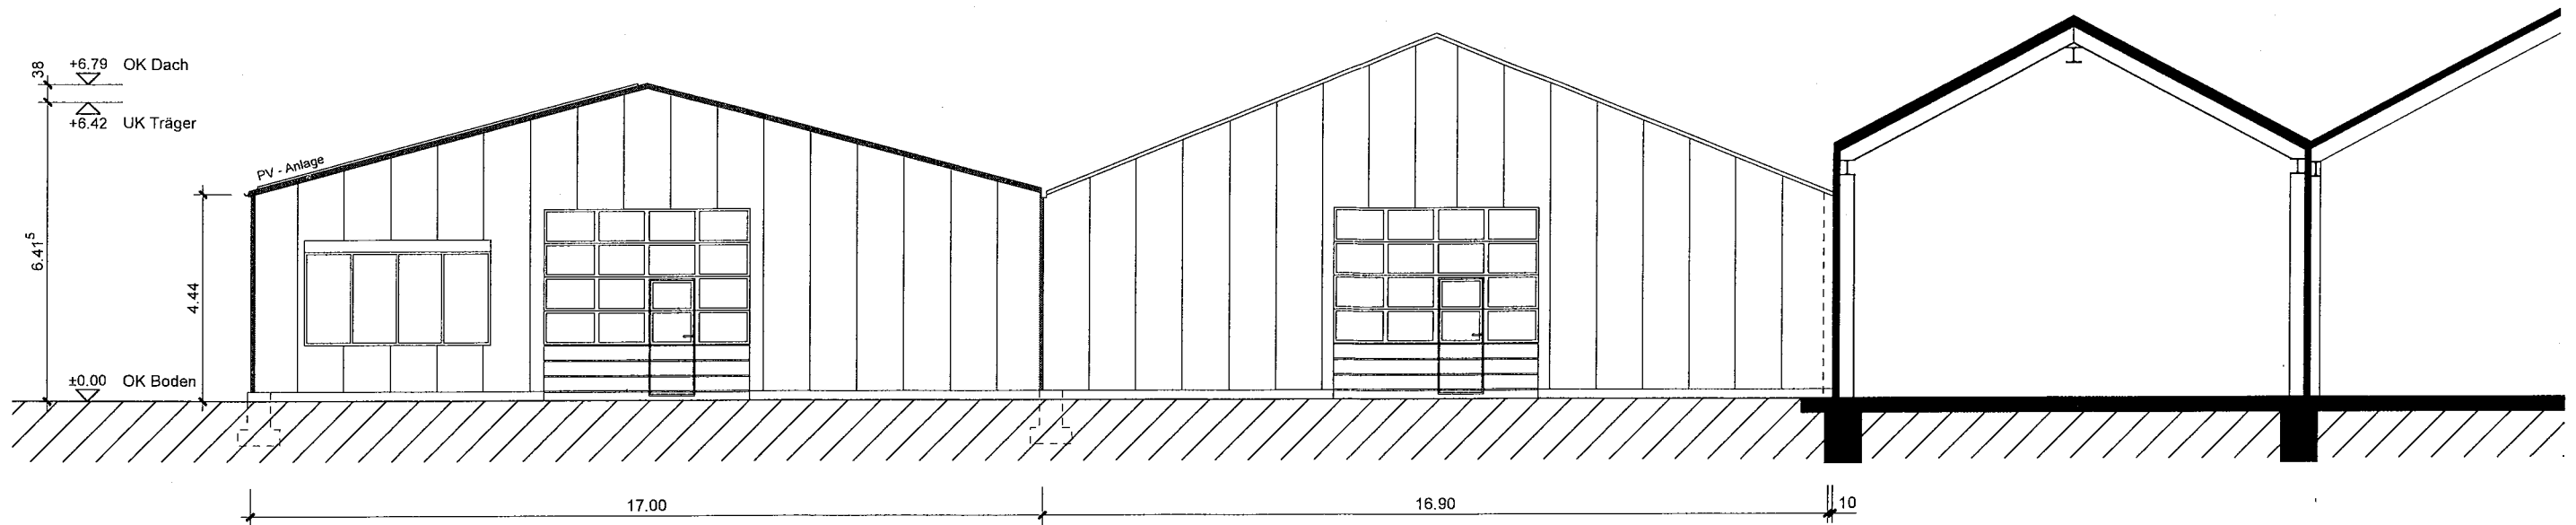 38
+6.79 OK Dach
+6.42 UK Träger
PV - Anlage
6.41⁵
4.44
±0.00 OK Boden
17.00
16.90
10